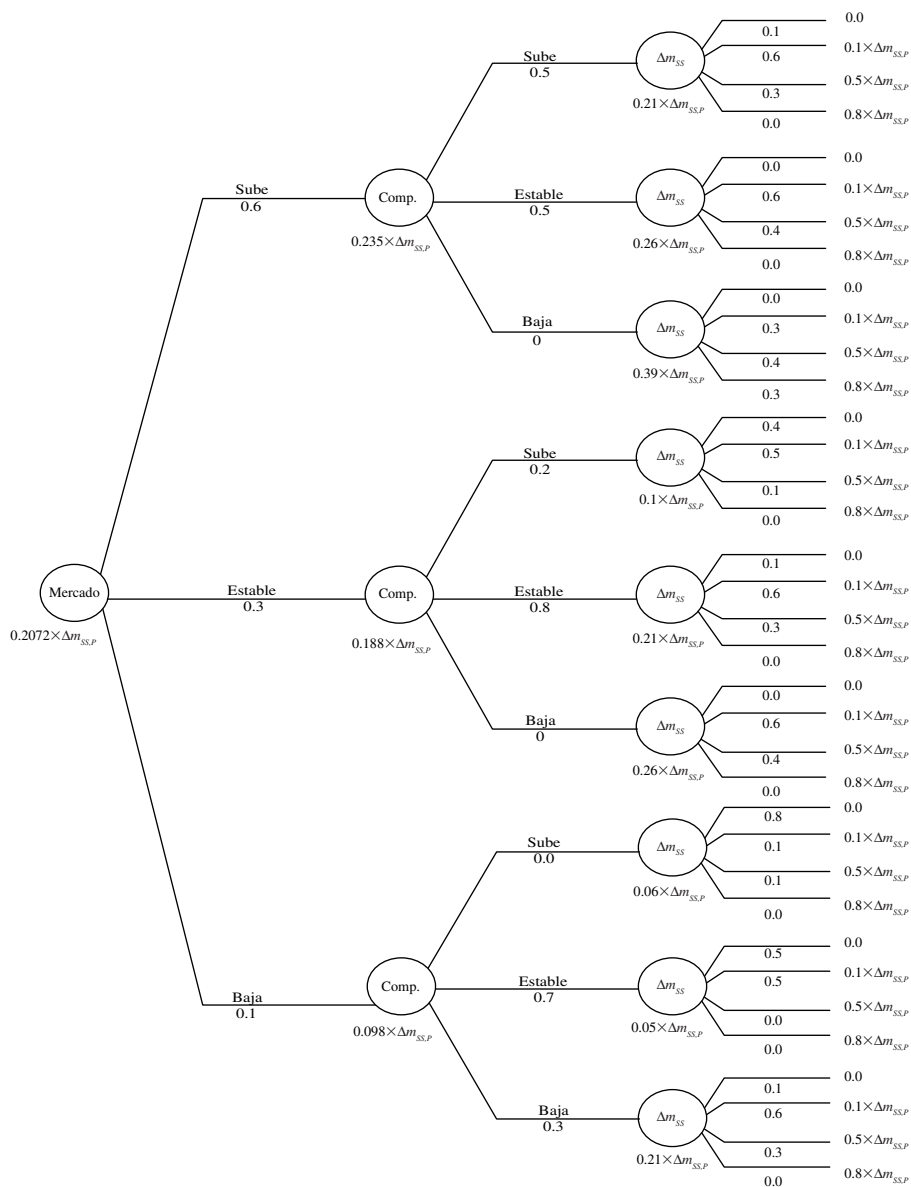 0.0
0.1
Sube
0.5
Δm_SS
0.1×Δm_SS,P
0.6
0.5×Δm_SS,P
0.3
0.21×Δm_SS,P
0.8×Δm_SS,P
0.0
0.0
0.0
Sube
0.6
Comp.
Estable
0.5
Δm_SS
0.1×Δm_SS,P
0.6
0.5×Δm_SS,P
0.4
0.235×Δm_SS,P
0.26×Δm_SS,P
0.8×Δm_SS,P
0.0
0.0
0.0
Baja
0
Δm_SS
0.1×Δm_SS,P
0.3
0.5×Δm_SS,P
0.4
0.39×Δm_SS,P
0.8×Δm_SS,P
0.3
0.0
0.4
Sube
0.2
Δm_SS
0.1×Δm_SS,P
0.5
0.5×Δm_SS,P
0.1
0.1×Δm_SS,P
0.8×Δm_SS,P
0.0
0.0
0.1
Mercado
0.2072×Δm_SS,P
Estable
0.3
Comp.
0.188×Δm_SS,P
Estable
0.8
Δm_SS
0.1×Δm_SS,P
0.6
0.5×Δm_SS,P
0.3
0.21×Δm_SS,P
0.8×Δm_SS,P
0.0
0.0
0.0
Baja
0
Δm_SS
0.1×Δm_SS,P
0.6
0.5×Δm_SS,P
0.4
0.26×Δm_SS,P
0.8×Δm_SS,P
0.0
0.0
0.8
Sube
0.0
Δm_SS
0.1×Δm_SS,P
0.1
0.5×Δm_SS,P
0.1
0.06×Δm_SS,P
0.8×Δm_SS,P
0.0
0.0
0.5
Baja
0.1
Comp.
0.098×Δm_SS,P
Estable
0.7
Δm_SS
0.1×Δm_SS,P
0.5
0.5×Δm_SS,P
0.0
0.05×Δm_SS,P
0.8×Δm_SS,P
0.0
0.0
0.1
Baja
0.3
Δm_SS
0.1×Δm_SS,P
0.6
0.5×Δm_SS,P
0.3
0.21×Δm_SS,P
0.8×Δm_SS,P
0.0